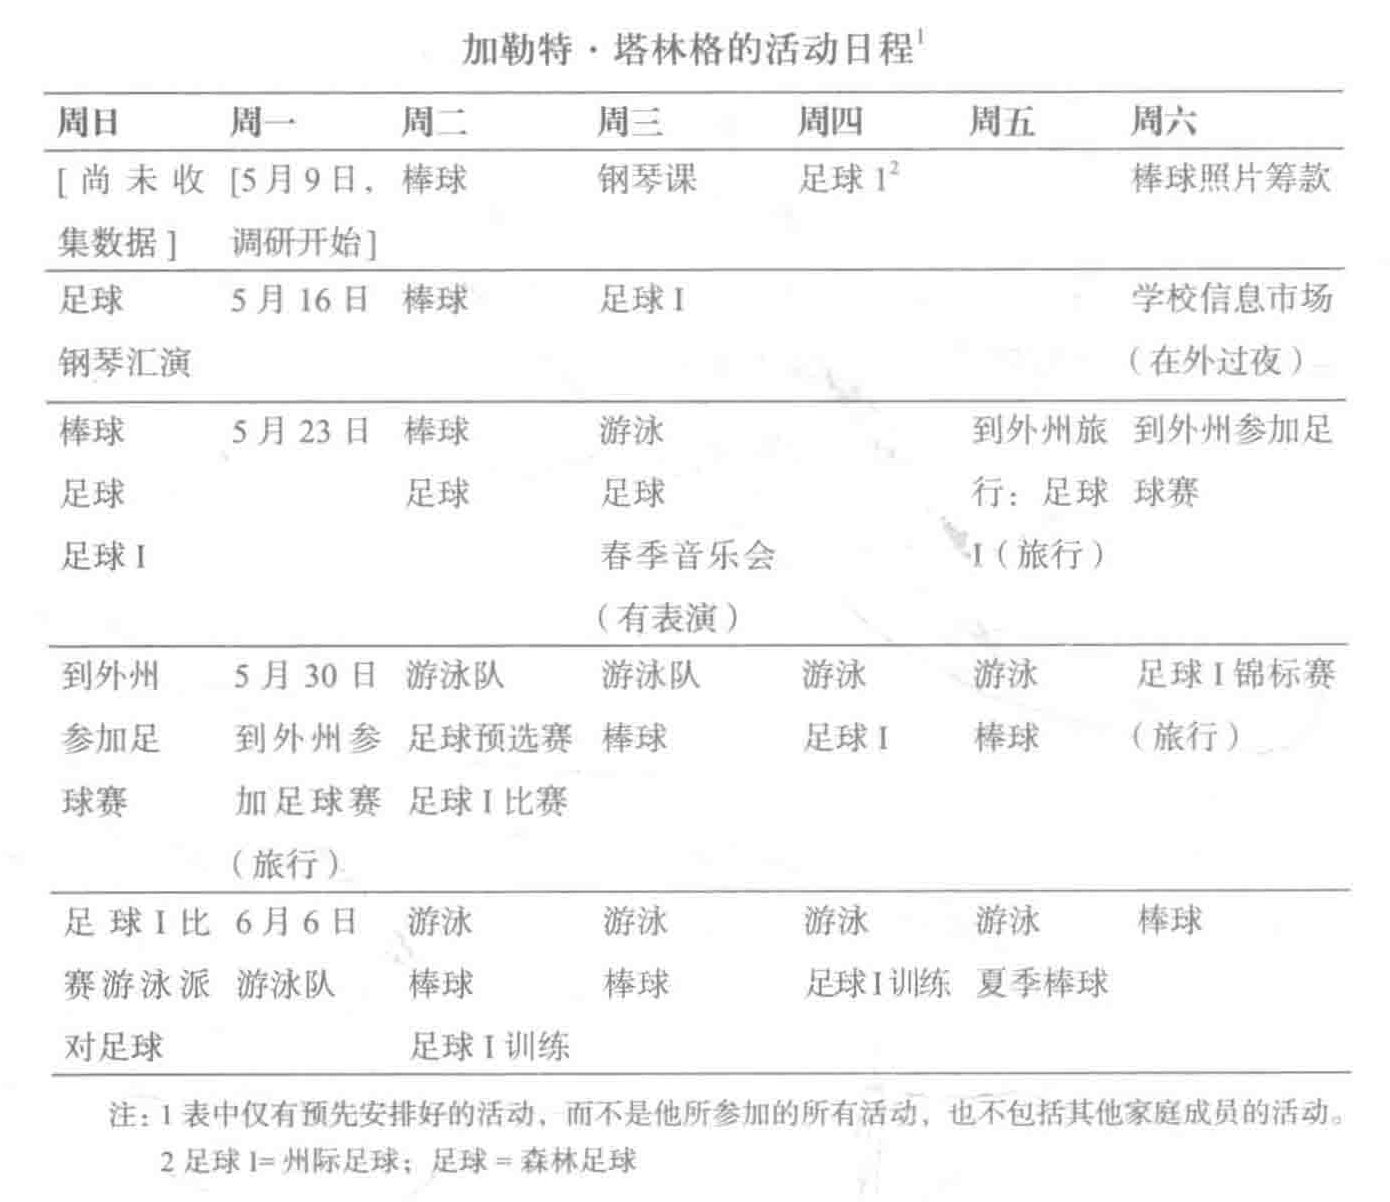 加勒特·塔林格的活动日程1
周日 周一 周二 周三 周四 周五 周六
[尚未收 [5月9日, 棒球 钢琴课 足球 12 棒球照片筹款
集数据] 调研开始]
足球 5月16日 棒球 足球 I 学校信息市场
钢琴汇演 （在外过夜）
棒球 5月23日 棒球 游泳 到外州旅 到外州参加足
足球 足球 足球 行：足球 球赛
足球 I 春季音乐会 I（旅行）
（有表演）
到外州 5月30日 游泳队 游泳队 游泳 游泳 足球 I 锦标赛
参加足 到外州参 足球预选赛 棒球 足球 I 棒球 （旅行）
球赛 加足球赛 足球 I 比赛
（旅行）
足球 I 比 6月6日 游泳 游泳 游泳 游泳 棒球
赛游泳派 游泳队 棒球 棒球 足球 I 训练 夏季棒球
对足球 足球 I 训练
注：1 表中仅有预先安排好的活动，而不是他所参加的所有活动，也不包括其他家庭成员的活动。
2 足球 I= 州际足球；足球 = 森林足球